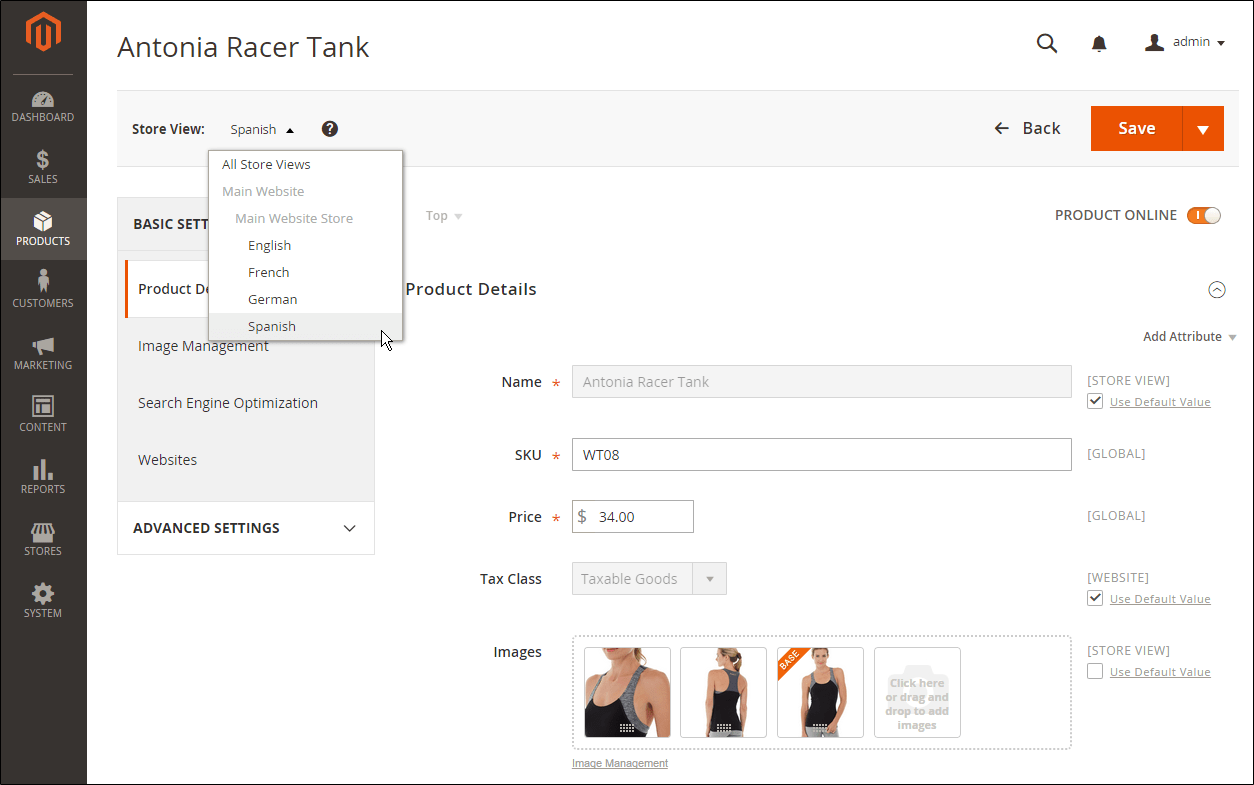 Antonia Racer Tank
admin
DASHBOARD
SALES
PRODUCTS
CUSTOMERS
MARKETING
CONTENT
REPORTS
STORES
SYSTEM
Store View: Spanish ?
Back
Save
All Store Views
Main Website
Main Website Store
English
French
German
Spanish
BASIC SETT
Product De
Image Management
Search Engine Optimization
Websites
ADVANCED SETTINGS
Top
PRODUCT ONLINE
Product Details
Add Attribute
Name * Antonia Racer Tank [STORE VIEW]
Use Default Value
SKU * WT08 [GLOBAL]
Price * $ 34.00 [GLOBAL]
Tax Class Taxable Goods [WEBSITE]
Use Default Value
Images [STORE VIEW]
Use Default Value
BASE
Click here
or drag and
drop to add
images
Image Management